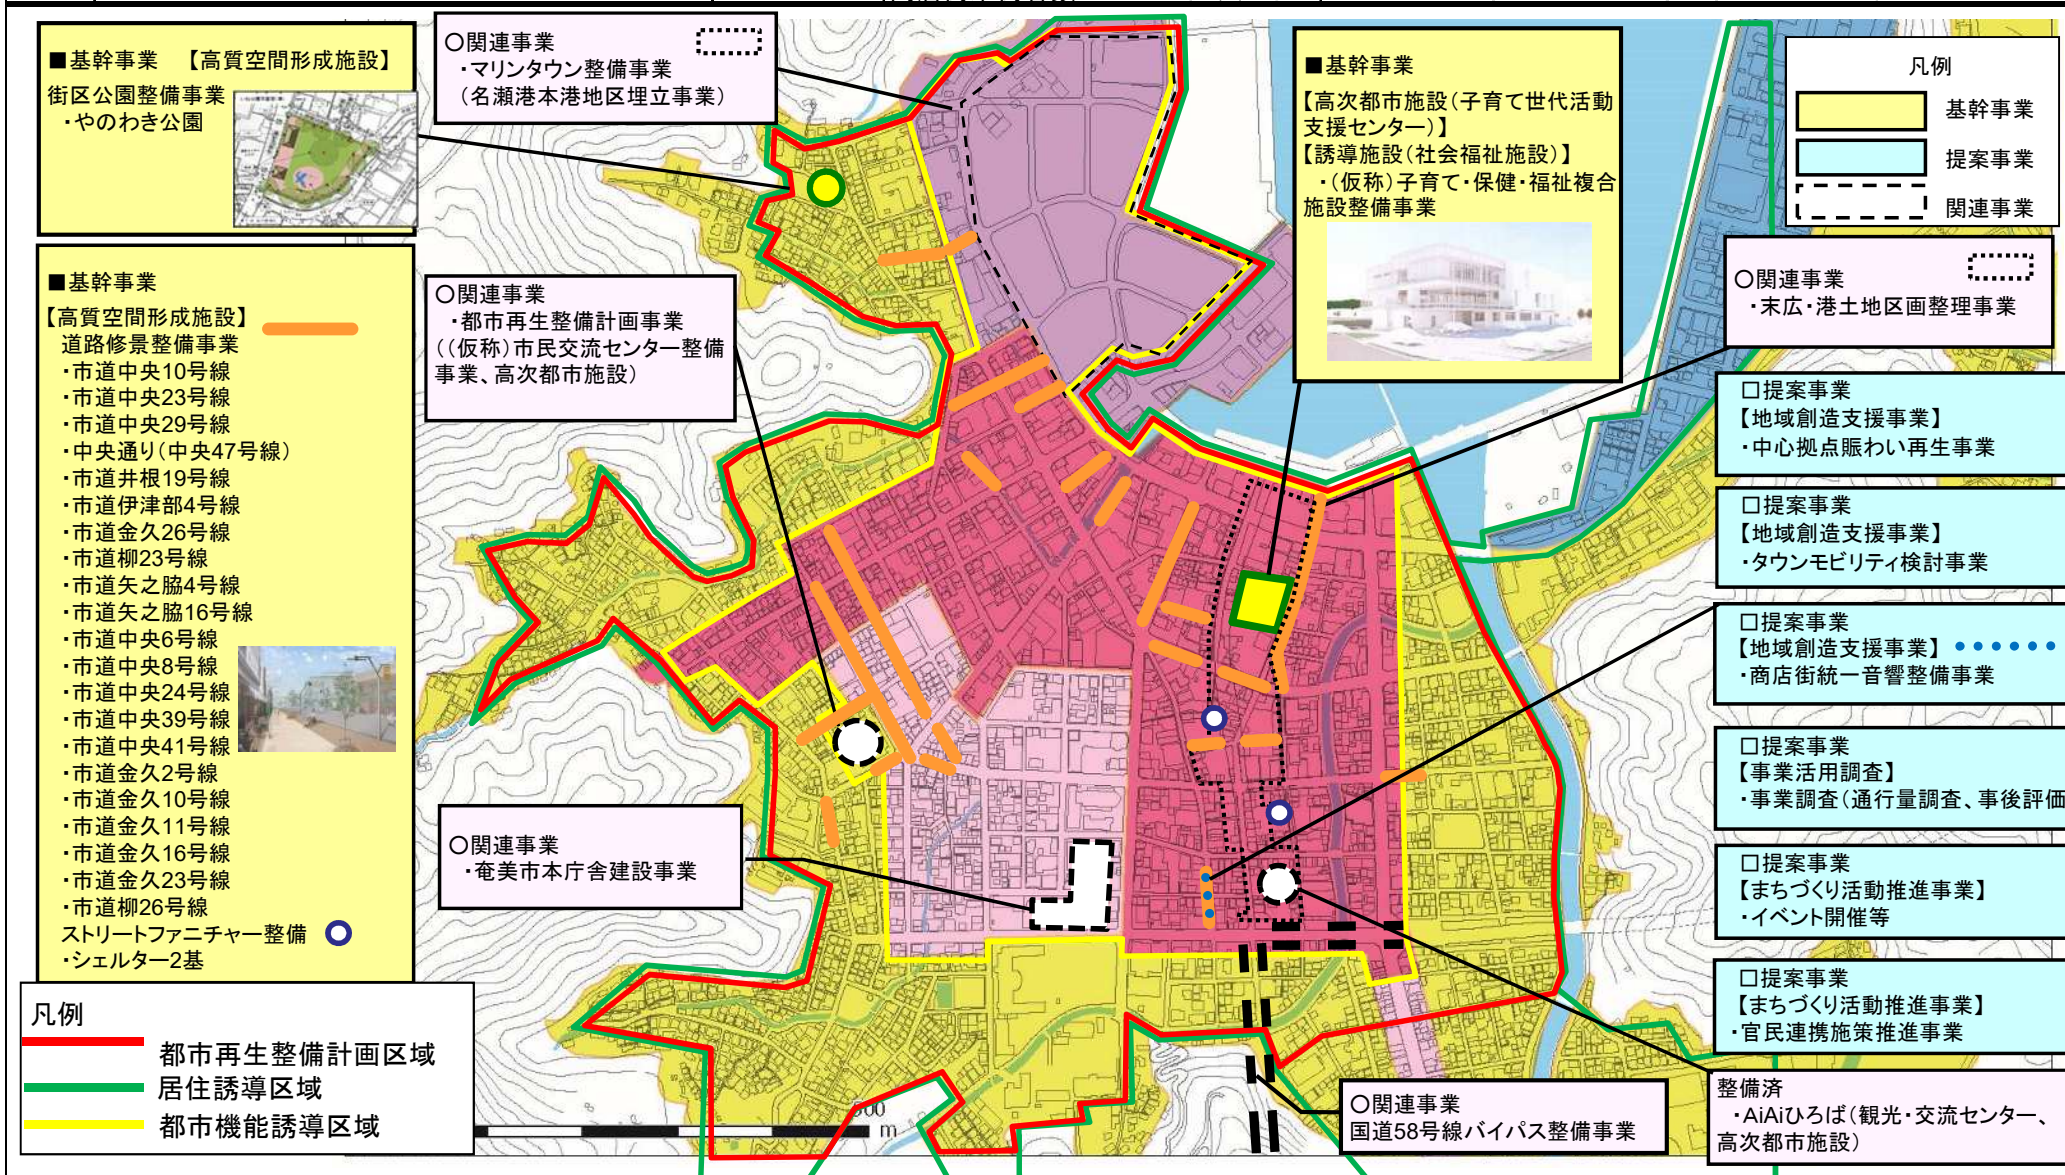 ■基幹事業　【高質空間形成施設】
街区公園整備事業
・やのわき公園
○関連事業
・マリンタウン整備事業
（名瀬港本港地区埋立事業）
■基幹事業
【高次都市施設（子育て世代活動
支援センター）】
【誘導施設（社会福祉施設）】
・（仮称）子育て・保健・福祉複合
施設整備事業
凡例
基幹事業
提案事業
関連事業
○関連事業
・末広・港土地区画整理事業
■基幹事業
【高質空間形成施設】
道路修景整備事業
・市道中央10号線
・市道中央23号線
・市道中央29号線
・中央通り（中央47号線）
・市道井根19号線
・市道伊津部4号線
・市道金久26号線
・市道柳23号線
・市道矢之脇4号線
・市道矢之脇16号線
・市道中央6号線
・市道中央8号線
・市道中央24号線
・市道中央39号線
・市道中央41号線
・市道金久2号線
・市道金久10号線
・市道金久11号線
・市道金久16号線
・市道金久23号線
・市道柳26号線
ストリートファニチャー整備
・シェルター2基
○関連事業
・都市再生整備計画事業
（（仮称）市民交流センター整備
事業、高次都市施設）
○関連事業
・奄美市本庁舎建設事業
□提案事業
【地域創造支援事業】
・中心拠点賑わい再生事業
□提案事業
【地域創造支援事業】
・タウンモビリティ検討事業
□提案事業
【地域創造支援事業】
・商店街統一音響整備事業
□提案事業
【事業活用調査】
・事業調査（通行量調査、事後評価
□提案事業
【まちづくり活動推進事業】
・イベント開催等
□提案事業
【まちづくり活動推進事業】
・官民連携施策推進事業
整備済
・AiAiひろば（観光・交流センター、
高次都市施設）
○関連事業
国道58号線バイパス整備事業
凡例
都市再生整備計画区域
居住誘導区域
都市機能誘導区域
500
m